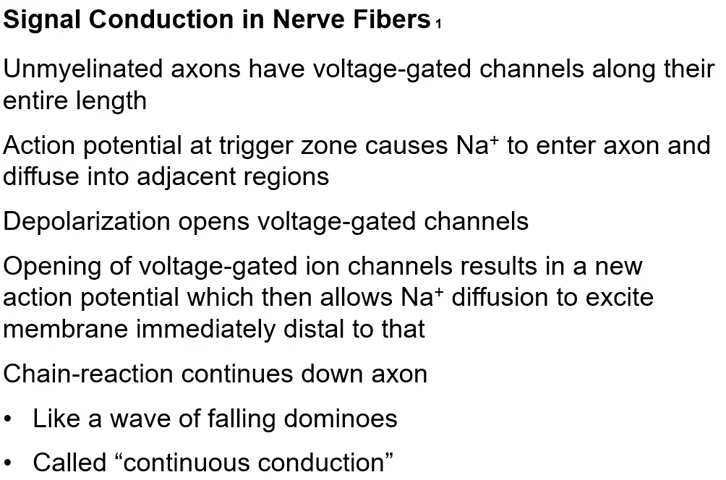 Signal Conduction in Nerve Fibers 1
Unmyelinated axons have voltage-gated channels along their
entire length
Action potential at trigger zone causes Na⁺ to enter axon and
diffuse into adjacent regions
Depolarization opens voltage-gated channels
Opening of voltage-gated ion channels results in a new
action potential which then allows Na⁺ diffusion to excite
membrane immediately distal to that
Chain-reaction continues down axon
• Like a wave of falling dominoes
• Called “continuous conduction”